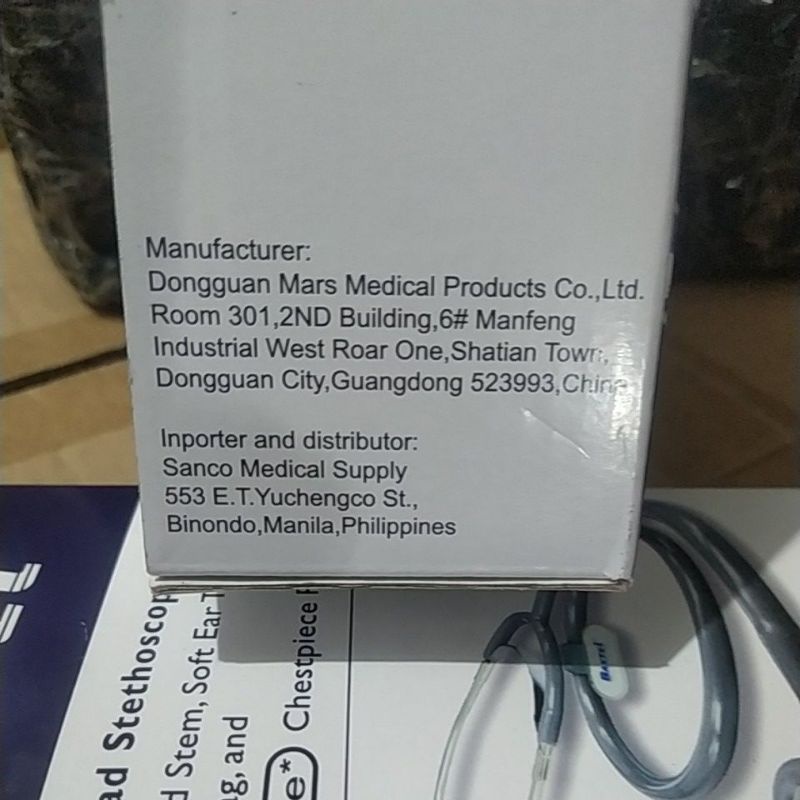 Manufacturer:
Dongguan Mars Medical Products Co.,Ltd.
Room 301,2ND Building,6# Manfeng
Industrial West Roar One,Shatian Town,
Dongguan City,Guangdong 523993,China
Inporter and distributor:
Sanco Medical Supply
553 E.T.Yuchengco St.,
Binondo,Manila,Philippines
ad Stethoscop
d Stem, Soft Ear T
g, and
e*) Chestpiece